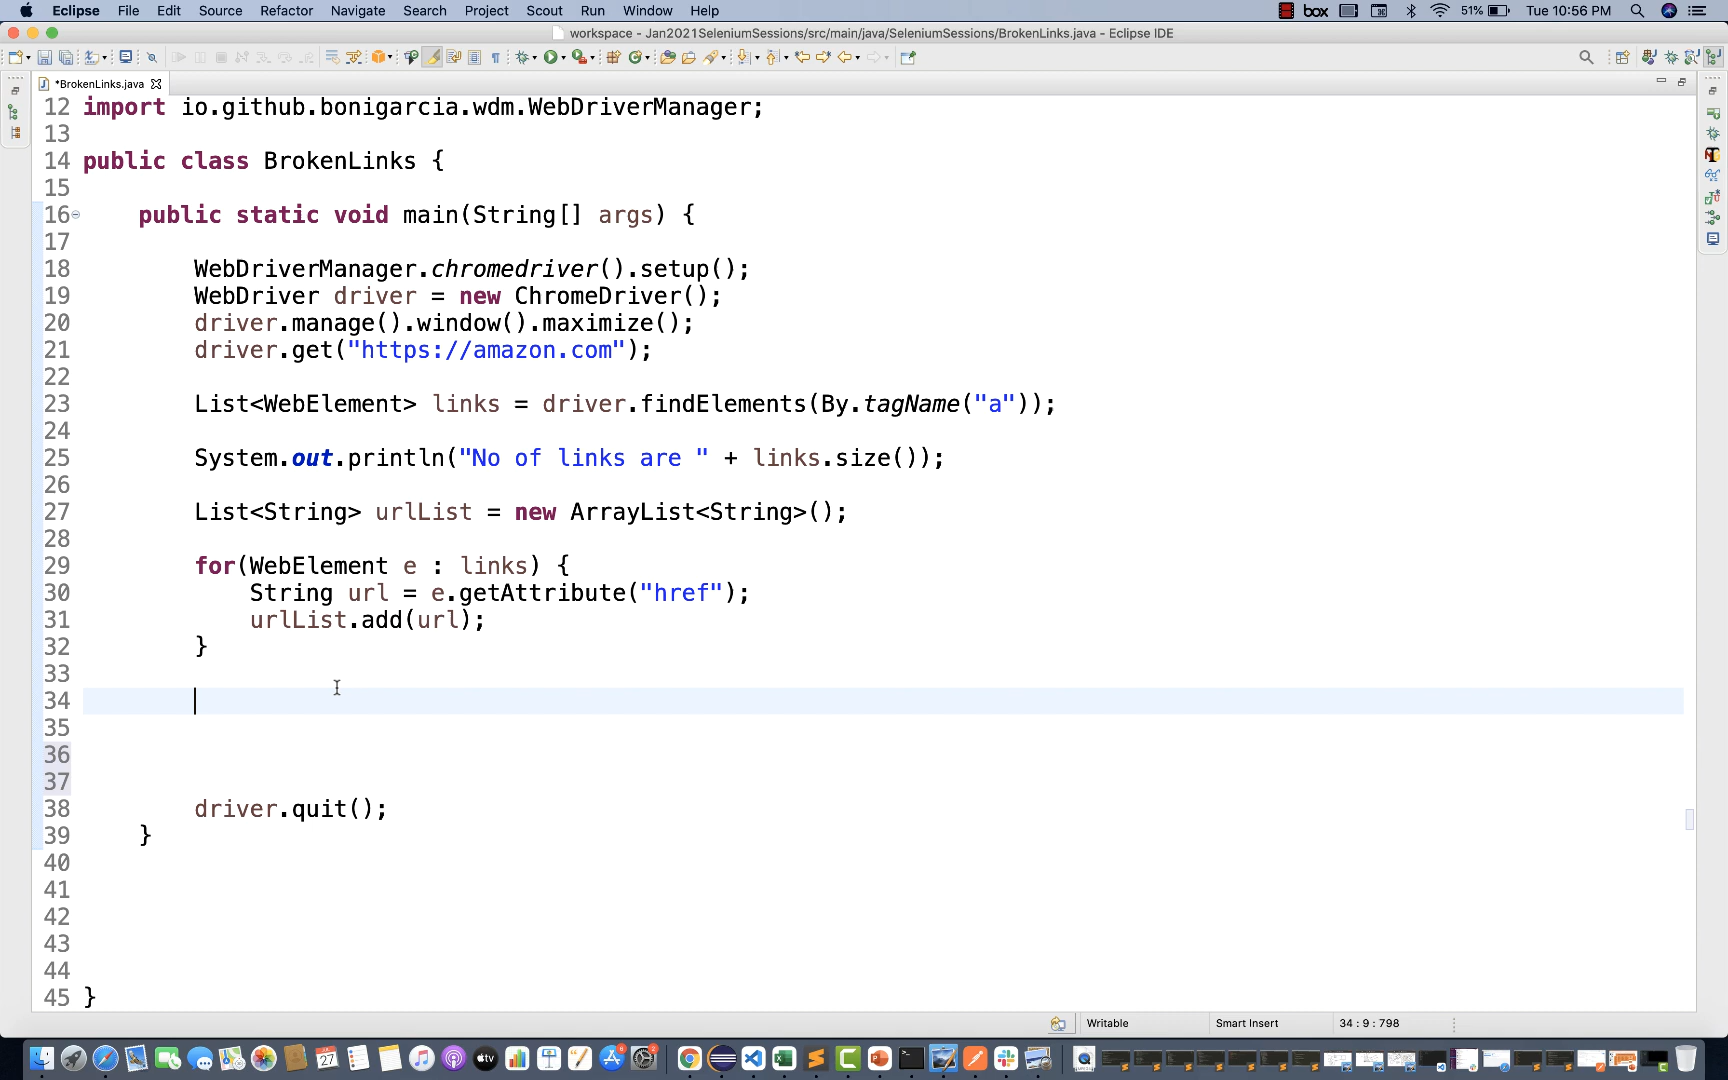 Eclipse File Edit Source Refactor Navigate Search Project Scout Run Window Help box 51% Tue 10:56 PM
workspace - Jan2021SeleniumSessions/src/main/java/SeleniumSessions/BrokenLinks.java - Eclipse IDE
*BrokenLinks.java
12 import io.github.bonigarcia.wdm.WebDriverManager;
13
14 public class BrokenLinks {
15
16 public static void main(String[] args) {
17
18 WebDriverManager.chromedriver().setup();
19 WebDriver driver = new ChromeDriver();
20 driver.manage().window().maximize();
21 driver.get("https://amazon.com");
22
23 List<WebElement> links = driver.findElements(By.tagName("a"));
24
25 System.out.println("No of links are " + links.size());
26
27 List<String> urlList = new ArrayList<String>();
28
29 for(WebElement e : links) {
30 String url = e.getAttribute("href");
31 urlList.add(url);
32 }
33
34
35
36
37
38 driver.quit();
39 }
40
41
42
43
44
45 }
Writable Smart Insert 34 : 9 : 798